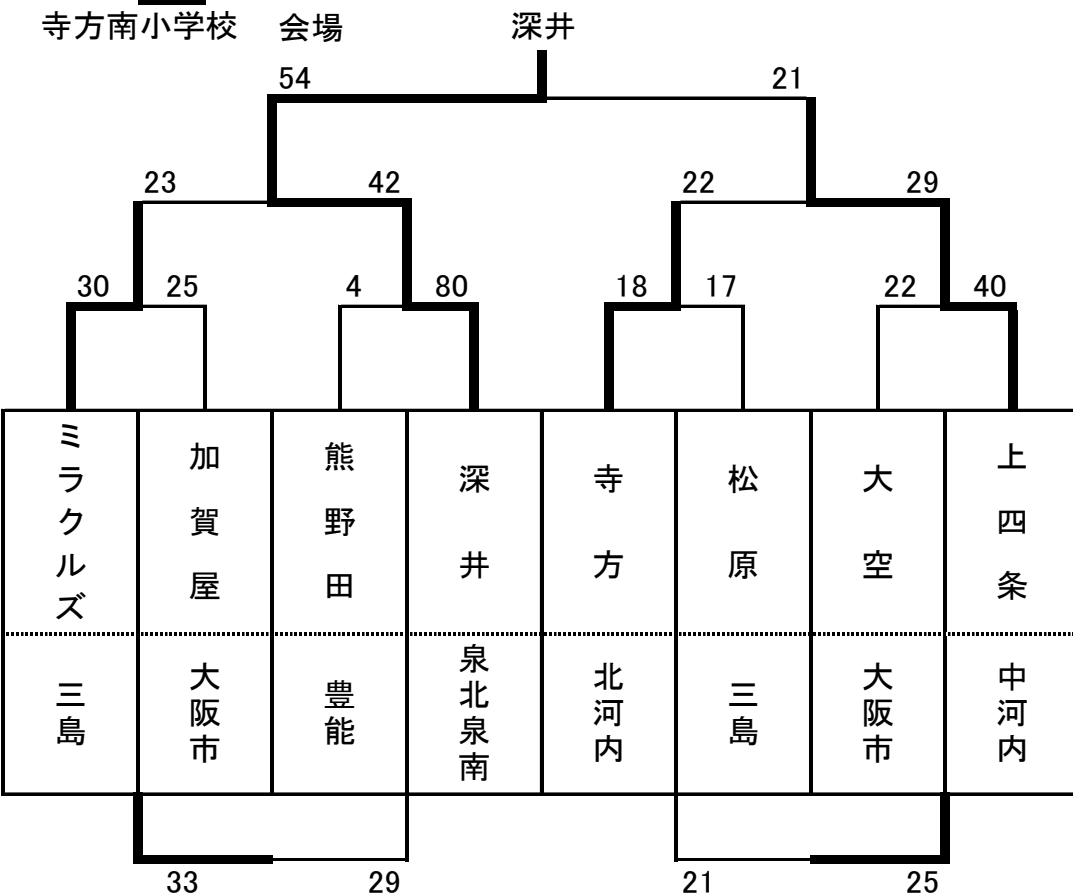 寺方南小学校 会場 深井
54 21
23 42 22 29
30 25 4 80 18 17 22 40
ミラクルズ
加賀屋
熊野田
深井
寺方
松原
大空
上四条
三島
大阪市
豊能
泉北泉南
北河内
三島
大阪市
中河内
33 29 21 25